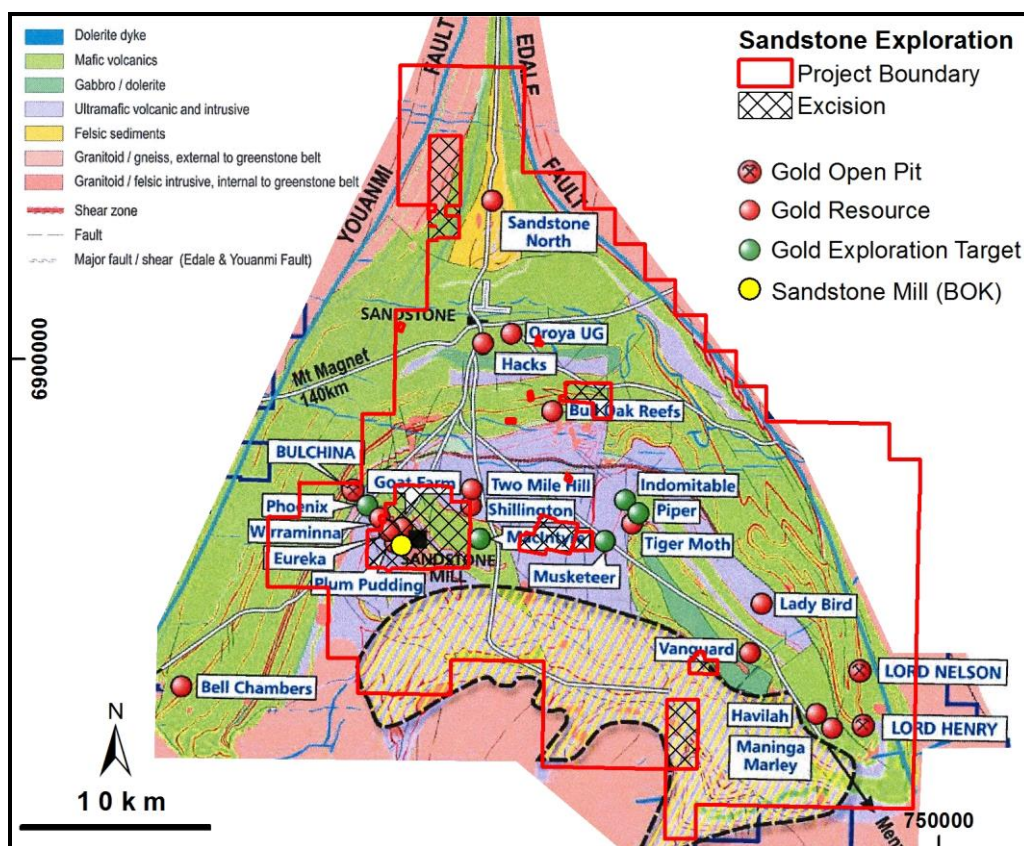 Dolerite dyke
Mafic volcanics
Gabbro / dolerite
Ultramafic volcanic and intrusive
Felsic sediments
Granitoid / gneiss, external to greenstone belt
Granitoid / felsic intrusive, internal to greenstone belt
Shear zone
Fault
Major fault / shear (Edale & Youanmi Fault)
Sandstone Exploration
Project Boundary
Excision
Gold Open Pit
Gold Resource
Gold Exploration Target
Sandstone Mill (BOK)
YOUANMI FAULT
EDALE FAULT
Sandstone
North
SANDSTONE
Oroya UG
Hacks
Mt Magnet
140km
6900000
Bull Oak Reefs
BULCHINA
Goat Farm
Two Mile Hill
Indomitable
Phoenix
Shillington
Piper
Wirraminna
MacIntyre
Tiger Moth
Eureka
SANDSTONE
MILL
Musketeer
Plum Pudding
Lady Bird
Vanguard
LORD NELSON
Bell Chambers
Havilah
LORD HENRY
Maninga
Marley
N
10km
750000